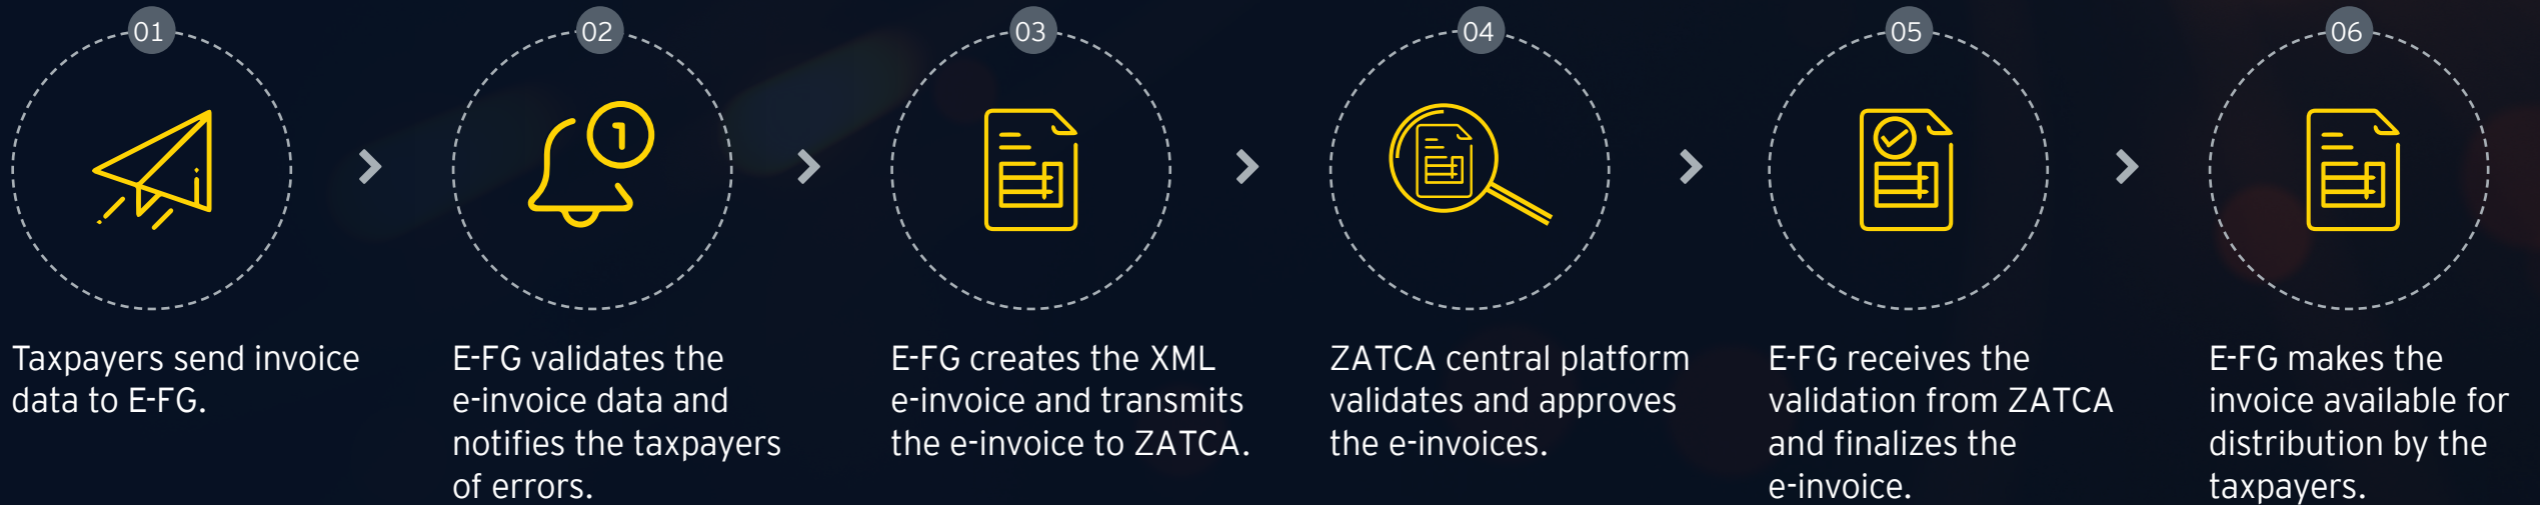 01
Taxpayers send invoice
data to E-FG.
02
1
E-FG validates the
e-invoice data and
notifies the taxpayers
of errors.
03
E-FG creates the XML
e-invoice and transmits
the e-invoice to ZATCA.
04
ZATCA central platform
validates and approves
the e-invoices.
05
E-FG receives the
validation from ZATCA
and finalizes the
e-invoice.
06
E-FG makes the
invoice available for
distribution by the
taxpayers.